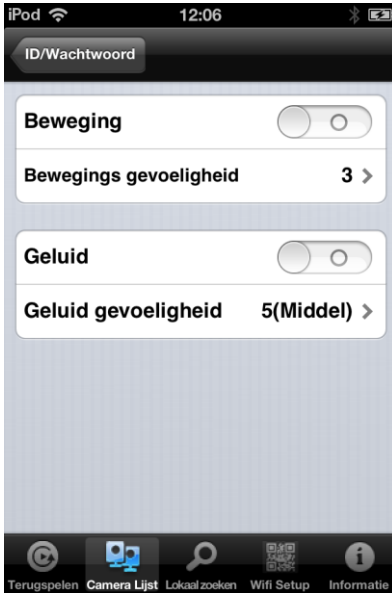 iPod 12:06
ID/Wachtwoord
Beweging
Bewegings gevoeligheid 3
Geluid
Geluid gevoeligheid 5(Middel)
Terugspelen Camera Lijst Lokaal zoeken Wifi Setup Informatie